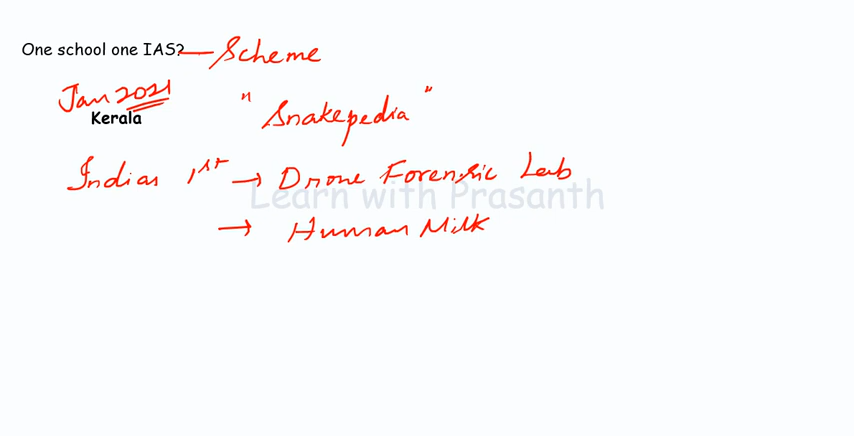 One school one IAS? — Scheme
Jan 2021
Kerala
"Snakepedia"
Indias 1st → Drone Forensic Lab
Learn with Prasanth
→ Human Milk